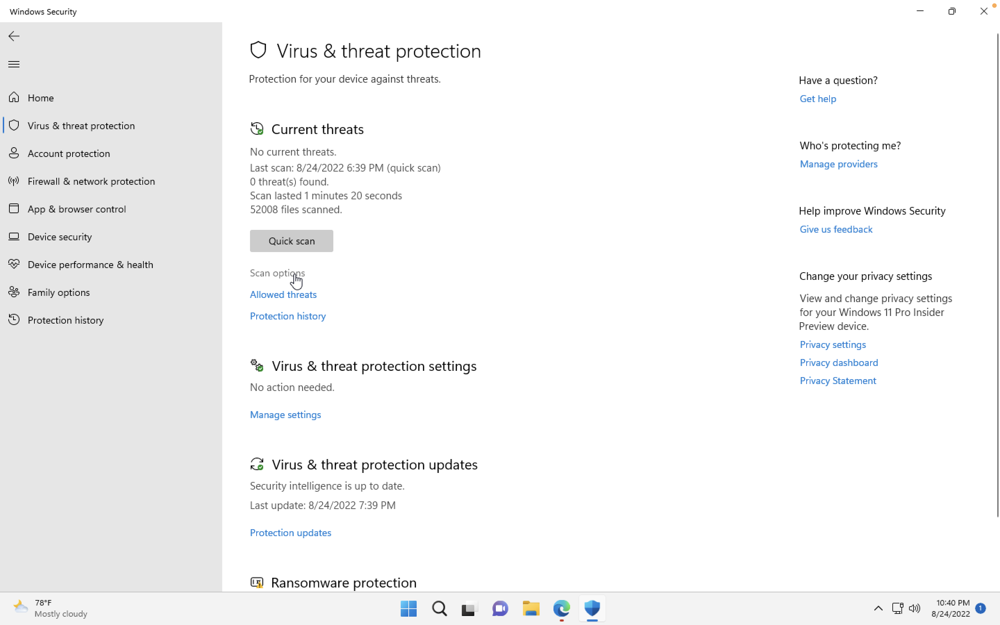 Windows Security
Home
Virus & threat protection
Account protection
Firewall & network protection
App & browser control
Device security
Device performance & health
Family options
Protection history
Virus & threat protection
Protection for your device against threats.
Current threats
No current threats.
Last scan: 8/24/2022 6:39 PM (quick scan)
0 threat(s) found.
Scan lasted 1 minutes 20 seconds
52008 files scanned.
Quick scan
Scan options
Allowed threats
Protection history
Virus & threat protection settings
No action needed.
Manage settings
Virus & threat protection updates
Security intelligence is up to date.
Last update: 8/24/2022 7:39 PM
Protection updates
Ransomware protection
Have a question?
Get help
Who's protecting me?
Manage providers
Help improve Windows Security
Give us feedback
Change your privacy settings
View and change privacy settings
for your Windows 11 Pro Insider
Preview device.
Privacy settings
Privacy dashboard
Privacy Statement
78°F
Mostly cloudy
10:40 PM
8/24/2022
1